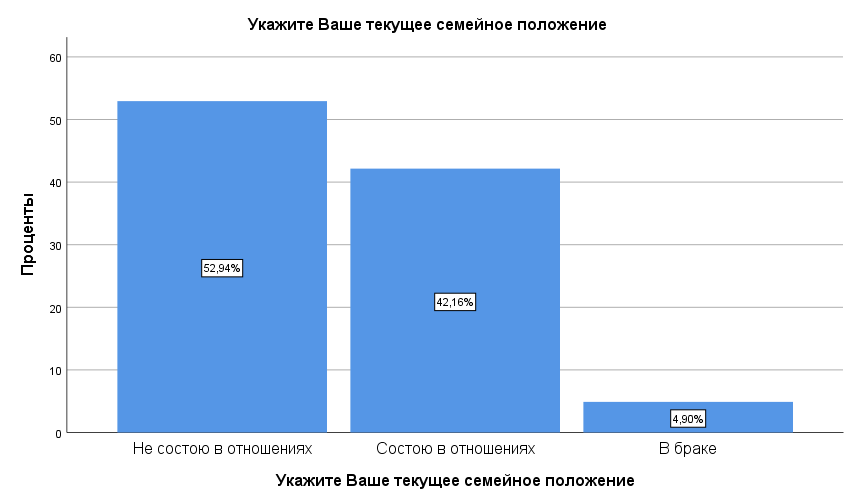 Укажите Ваше текущее семейное положение
Проценты
60
50
40
30
20
10
0
52,94%
42,16%
4,90%
Не состою в отношениях
Состою в отношениях
В браке
Укажите Ваше текущее семейное положение